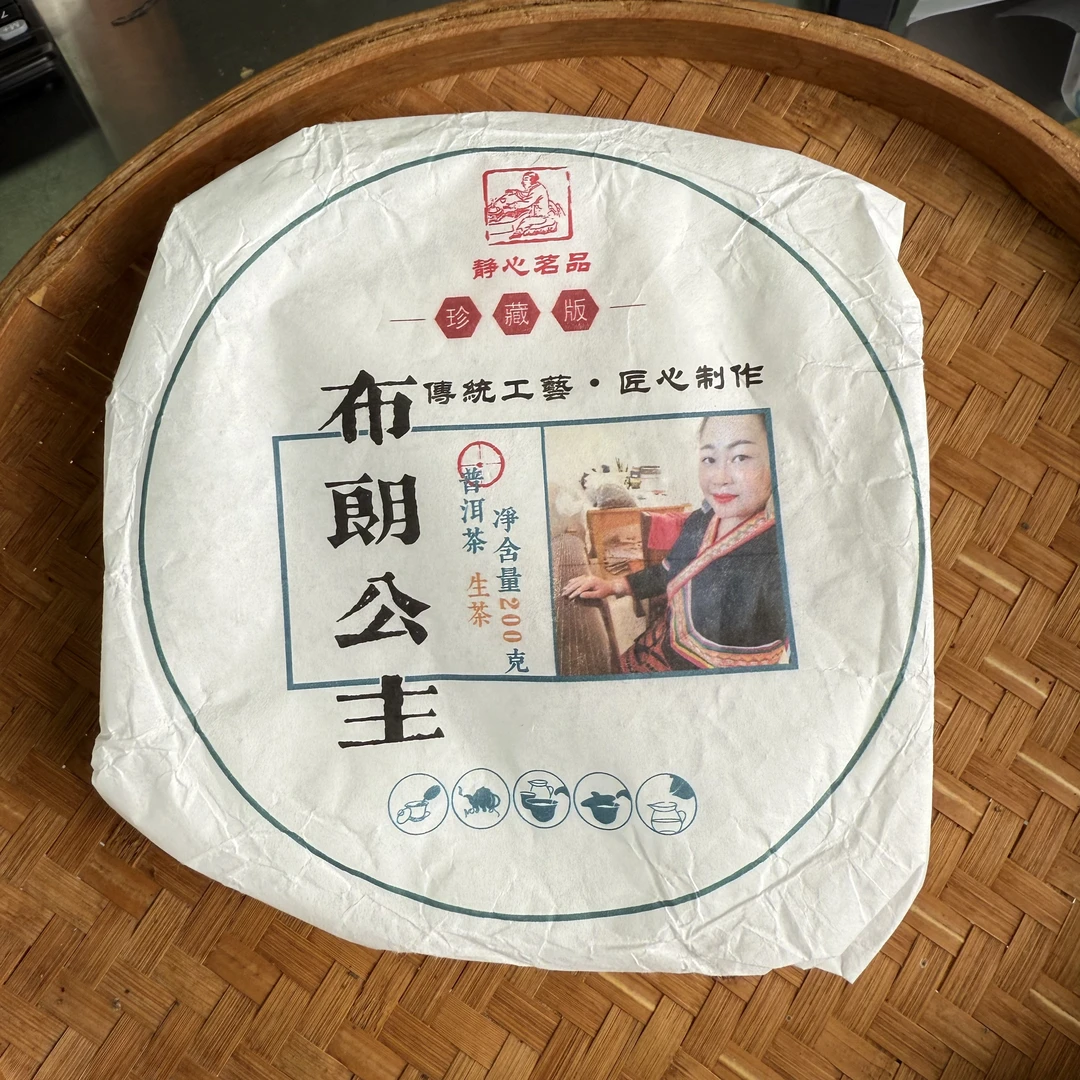 静心茗品
珍藏版
傳統工藝·匠心制作
布朗公主
普洱茶 生茶
净含量200克